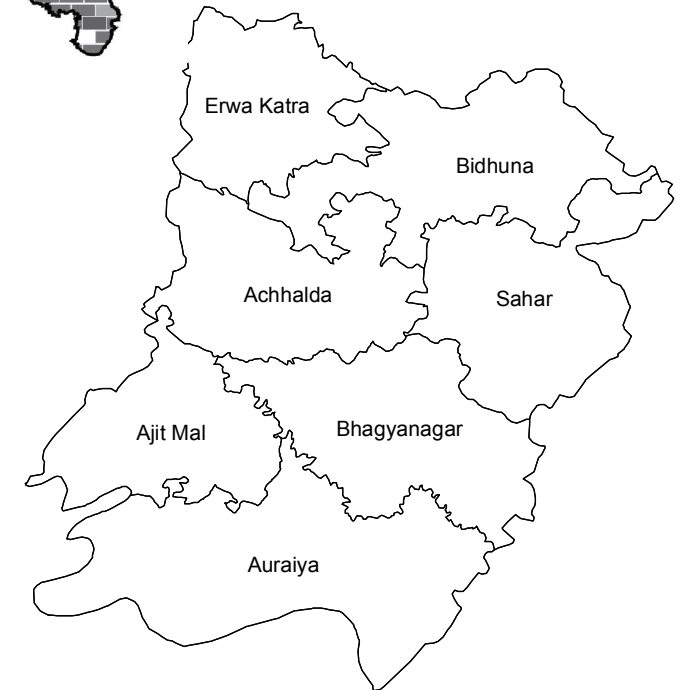 Erwa Katra
Bidhuna
Achhalda
Sahar
Ajit Mal
Bhagyanagar
Auraiya